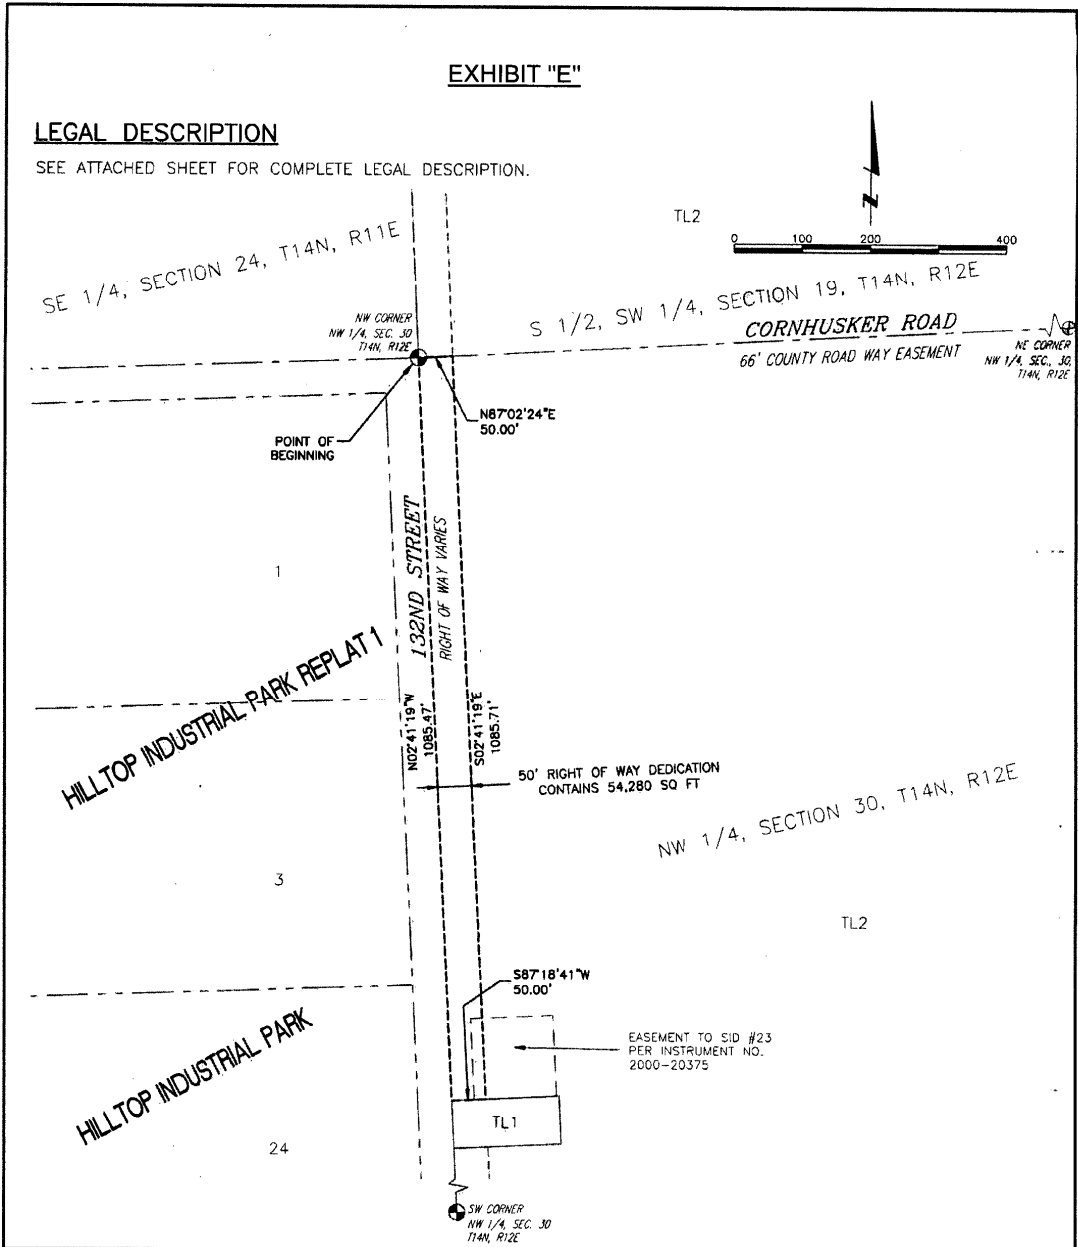 EXHIBIT "E"
LEGAL DESCRIPTION
SEE ATTACHED SHEET FOR COMPLETE LEGAL DESCRIPTION.
SE 1/4, SECTION 24, T14N, R11E
TL2
N
0 100 200 400
S 1/2, SW 1/4, SECTION 19, T14N, R12E
NW CORNER
NW 1/4, SEC. 30
T14N, R12E
CORNHUSKER ROAD
66' COUNTY ROAD WAY EASEMENT
NE CORNER
NW 1/4, SEC., 30,
T14N, R12E
N87°02'24"E
50.00'
POINT OF
BEGINNING
132ND STREET
RIGHT OF WAY VARIES
1
HILLTOP INDUSTRIAL PARK REPLAT 1
N02°41'19"W
1085.47'
S02°41'19"E
1085.71'
50' RIGHT OF WAY DEDICATION
CONTAINS 54,280 SQ FT
NW 1/4, SECTION 30, T14N, R12E
3
TL2
S87°18'41"W
50.00'
HILLTOP INDUSTRIAL PARK
EASEMENT TO SID #23
PER INSTRUMENT NO.
2000-20375
TL1
24
SW CORNER
NW 1/4, SEC. 30
T14N, R12E